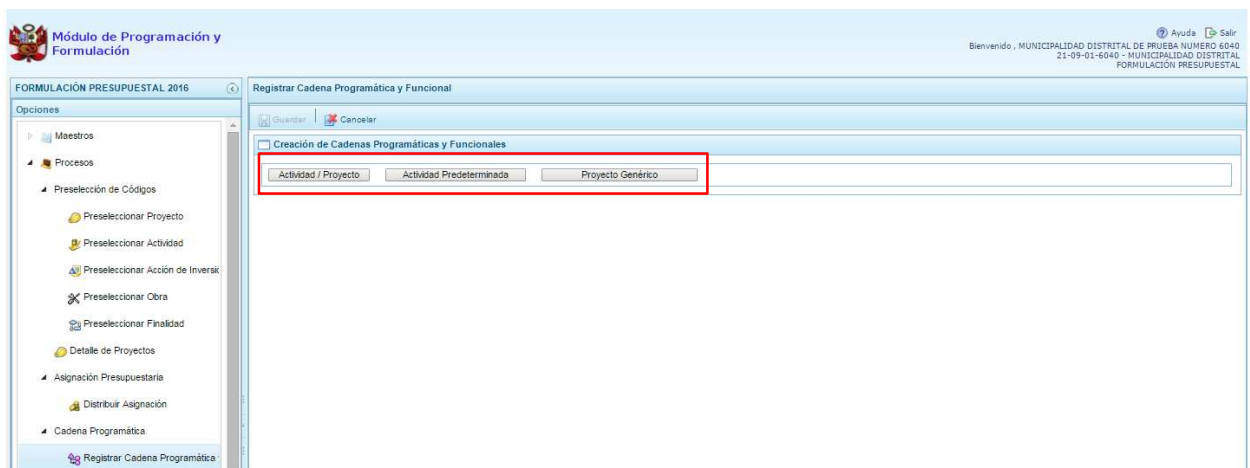 Módulo de Programación y
Formulación
Ayuda Salir
Bienvenido , MUNICIPALIDAD DISTRITAL DE PRUEBA NUMERO 6040
21-09-01-6040 - MUNICIPALIDAD DISTRITAL
FORMULACIÓN PRESUPUESTAL
FORMULACIÓN PRESUPUESTAL 2016
Opciones
Maestros
Procesos
Preselección de Códigos
Preseleccionar Proyecto
Preseleccionar Actividad
Preseleccionar Acción de Inversió
Preseleccionar Obra
Preseleccionar Finalidad
Detalle de Proyectos
Asignación Presupuestaria
Distribuir Asignación
Cadena Programática
Registrar Cadena Programática
Registrar Cadena Programática y Funcional
Guardar Cancelar
Creación de Cadenas Programáticas y Funcionales
Actividad / Proyecto Actividad Predeterminada Proyecto Genérico